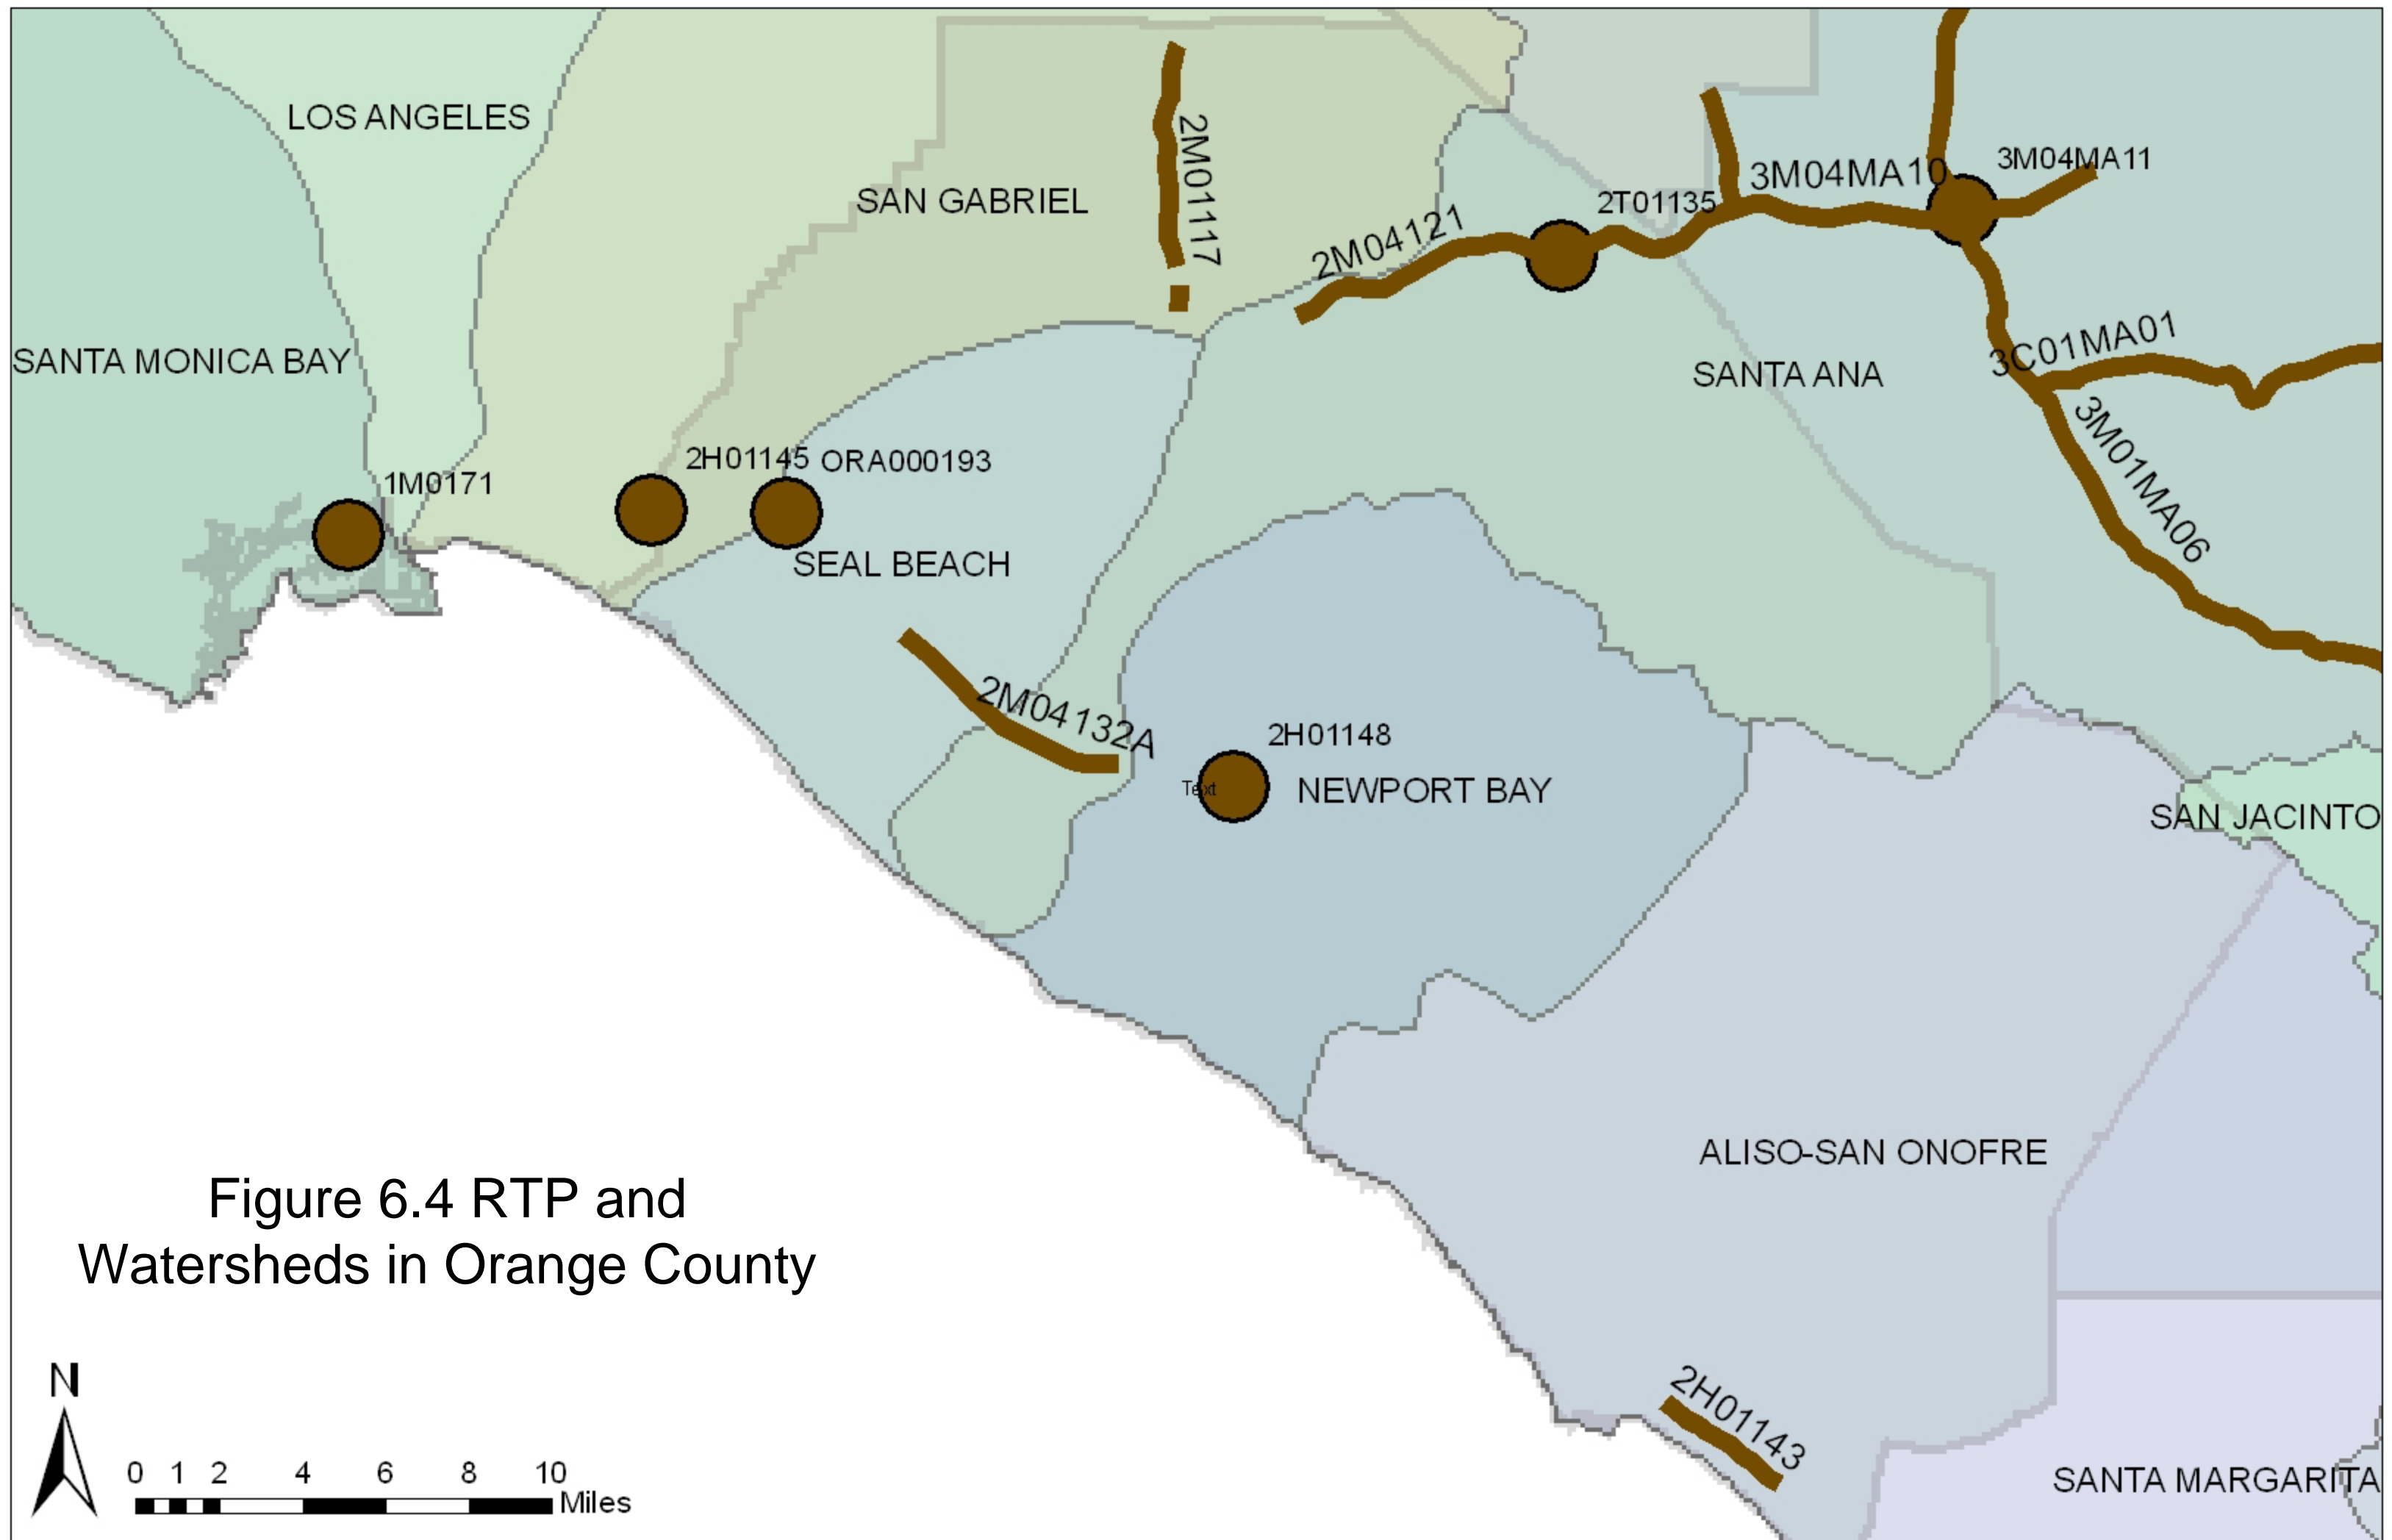 LOS ANGELES
2M01117
3M04MA10
3M04MA11
SAN GABRIEL
2T01135
2M04121
3C01MA01
SANTA MONICA BAY
SANTA ANA
3M01MA06
2H01145
ORA000193
1M0171
SEAL BEACH
2M04132A
2H01148
Text
NEWPORT BAY
SAN JACINTO
ALISO-SAN ONOFRE
Figure 6.4 RTP and
Watersheds in Orange County
2H01143
N
0 1 2 4 6 8 10
Miles
SANTA MARGARITA